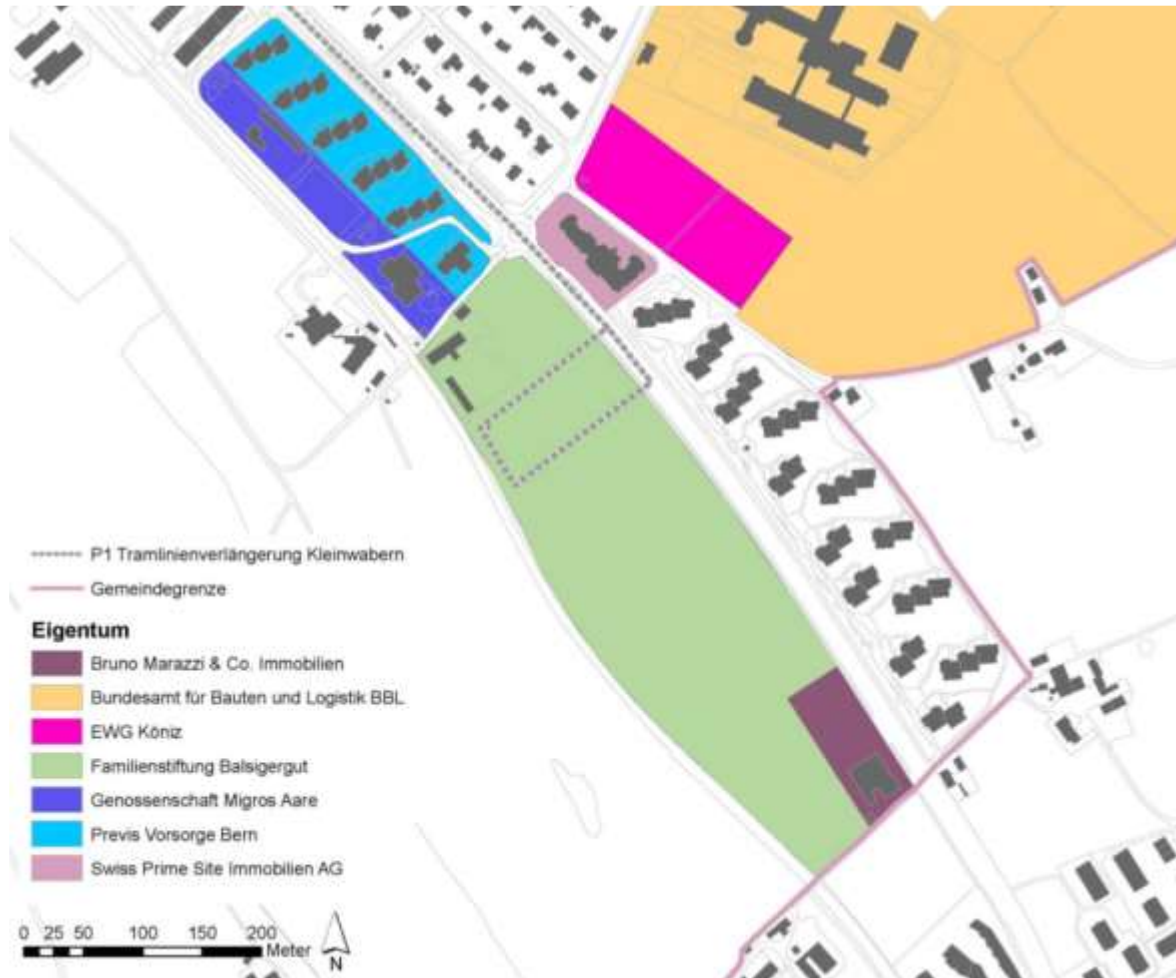 P1 Tramlinienverlängerung Kleinwabern
Gemeindegrenze
Eigentum
Bruno Marazzi & Co. Immobilien
Bundesamt für Bauten und Logistik BBL
EWG Köniz
Familienstiftung Balsigergut
Genossenschaft Migros Aare
Previs Vorsorge Bern
Swiss Prime Site Immobilien AG
0 25 50 100 150 200
Meter
N